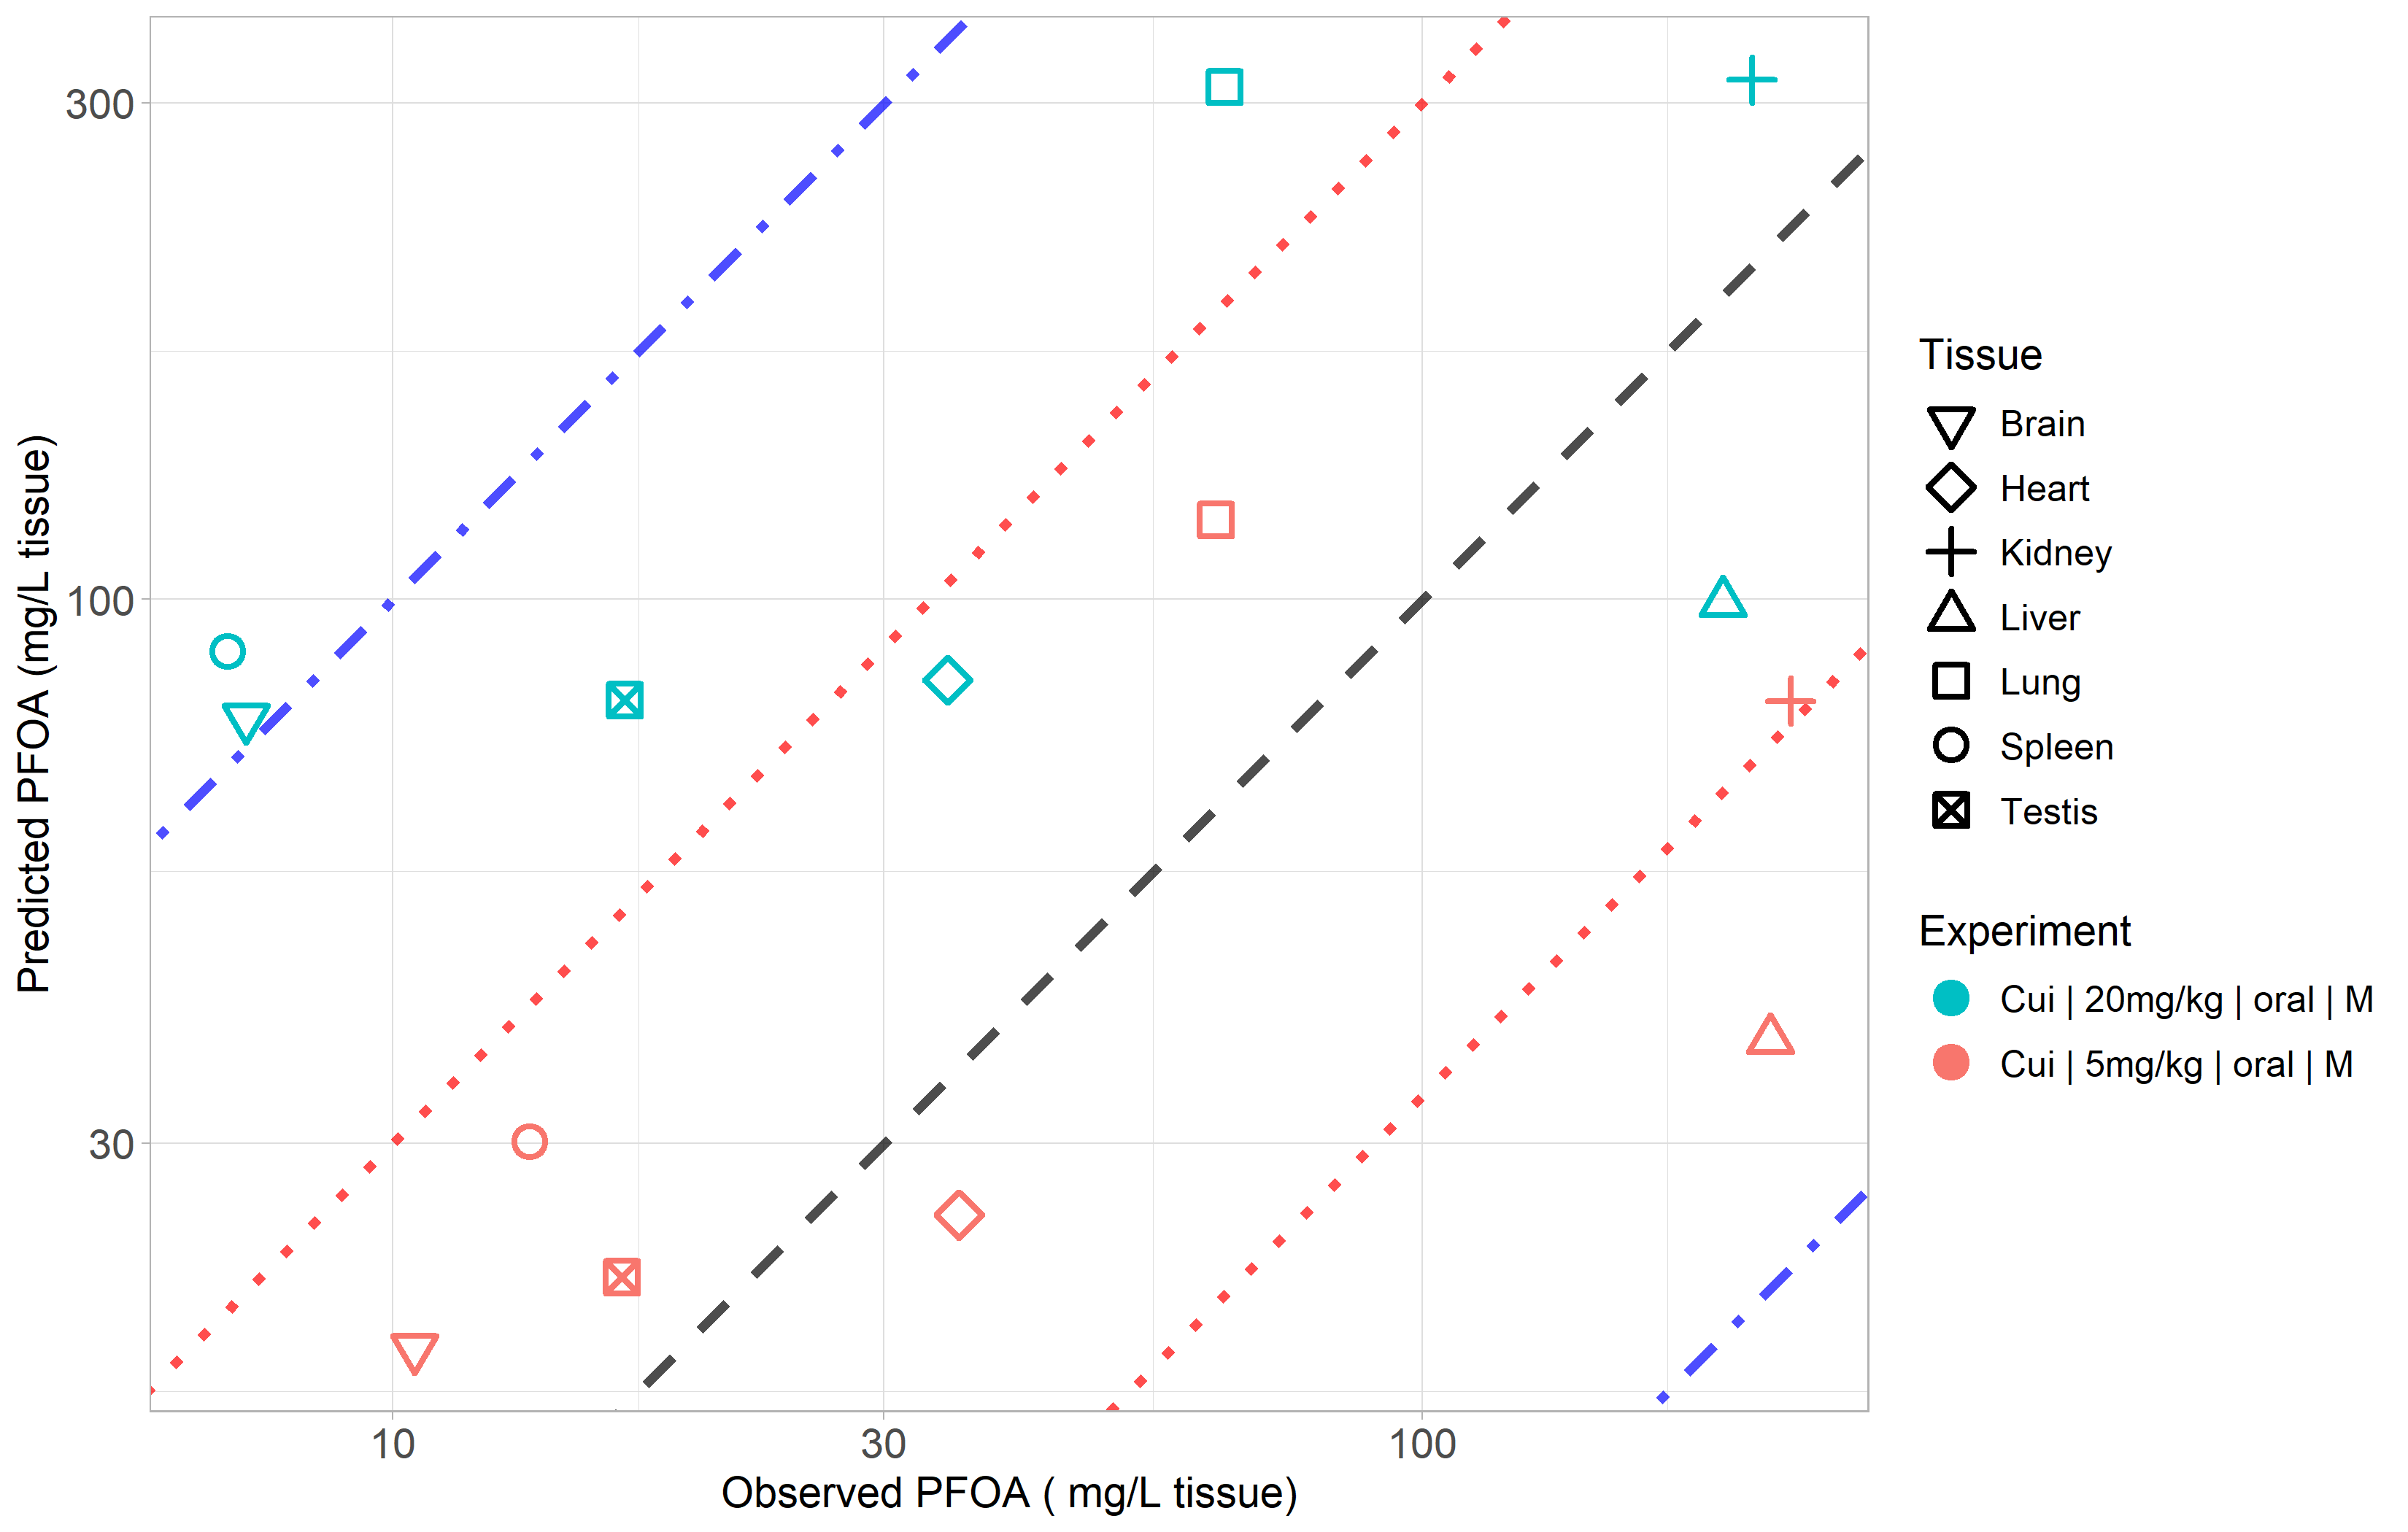 Predicted PFOA (mg/L tissue)
300
100
30
10
30
100
Observed PFOA ( mg/L tissue)
Tissue
Brain
Heart
Kidney
Liver
Lung
Spleen
Testis
Experiment
Cui | 20mg/kg | oral | M
Cui | 5mg/kg | oral | M